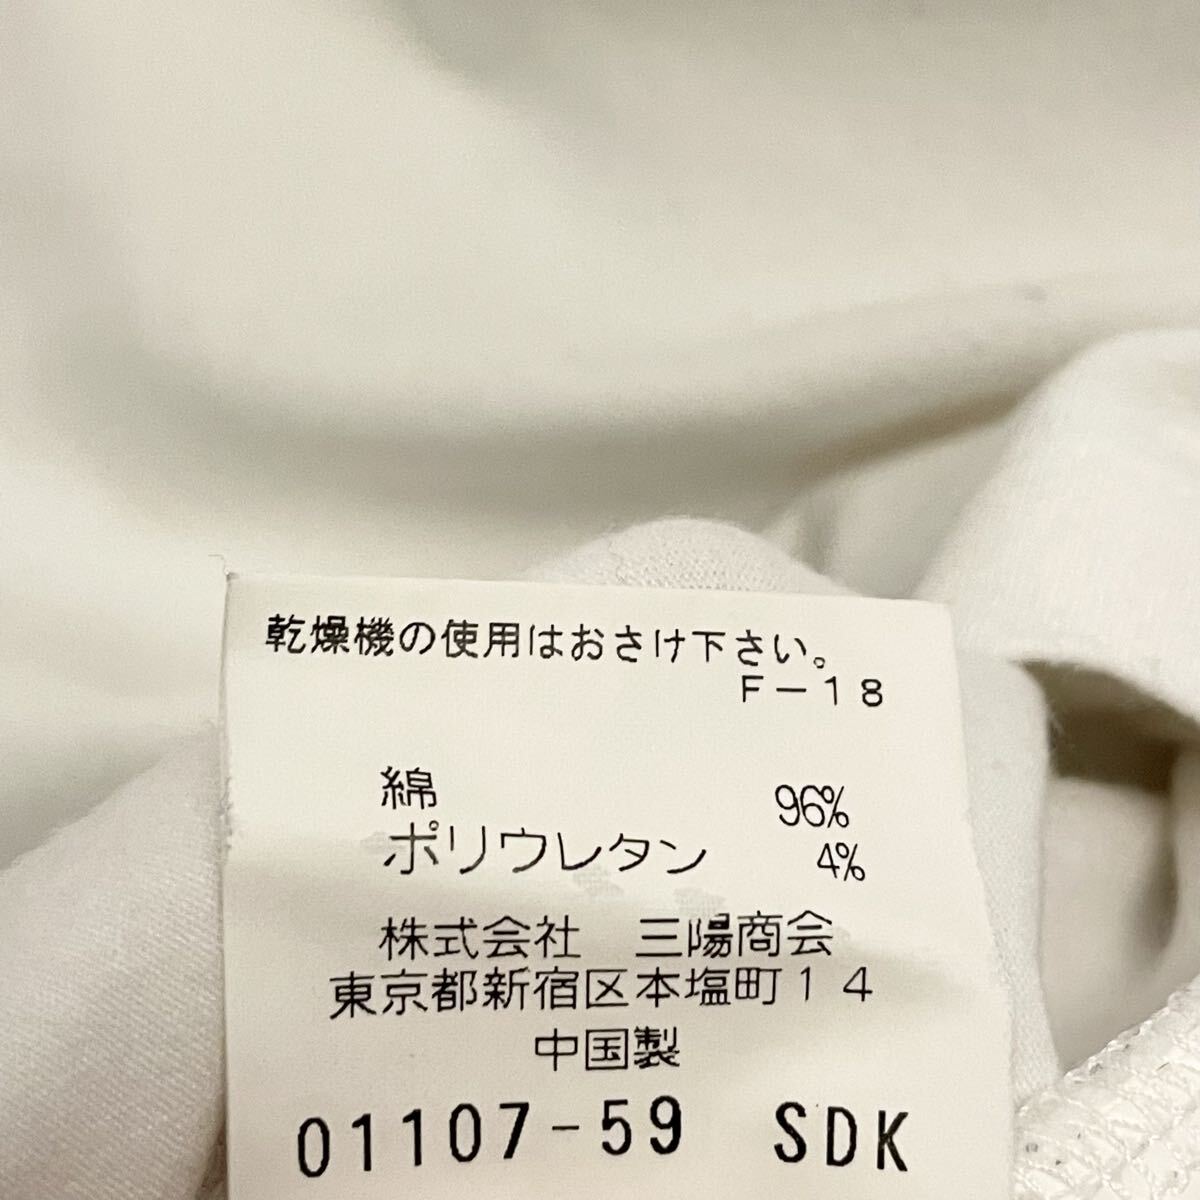 乾燥機の使用はおさけ下さい。
F－18
綿 96%
ポリウレタン 4%
株式会社 三陽商会
東京都新宿区本塩町14
中国製
01107-59 SDK